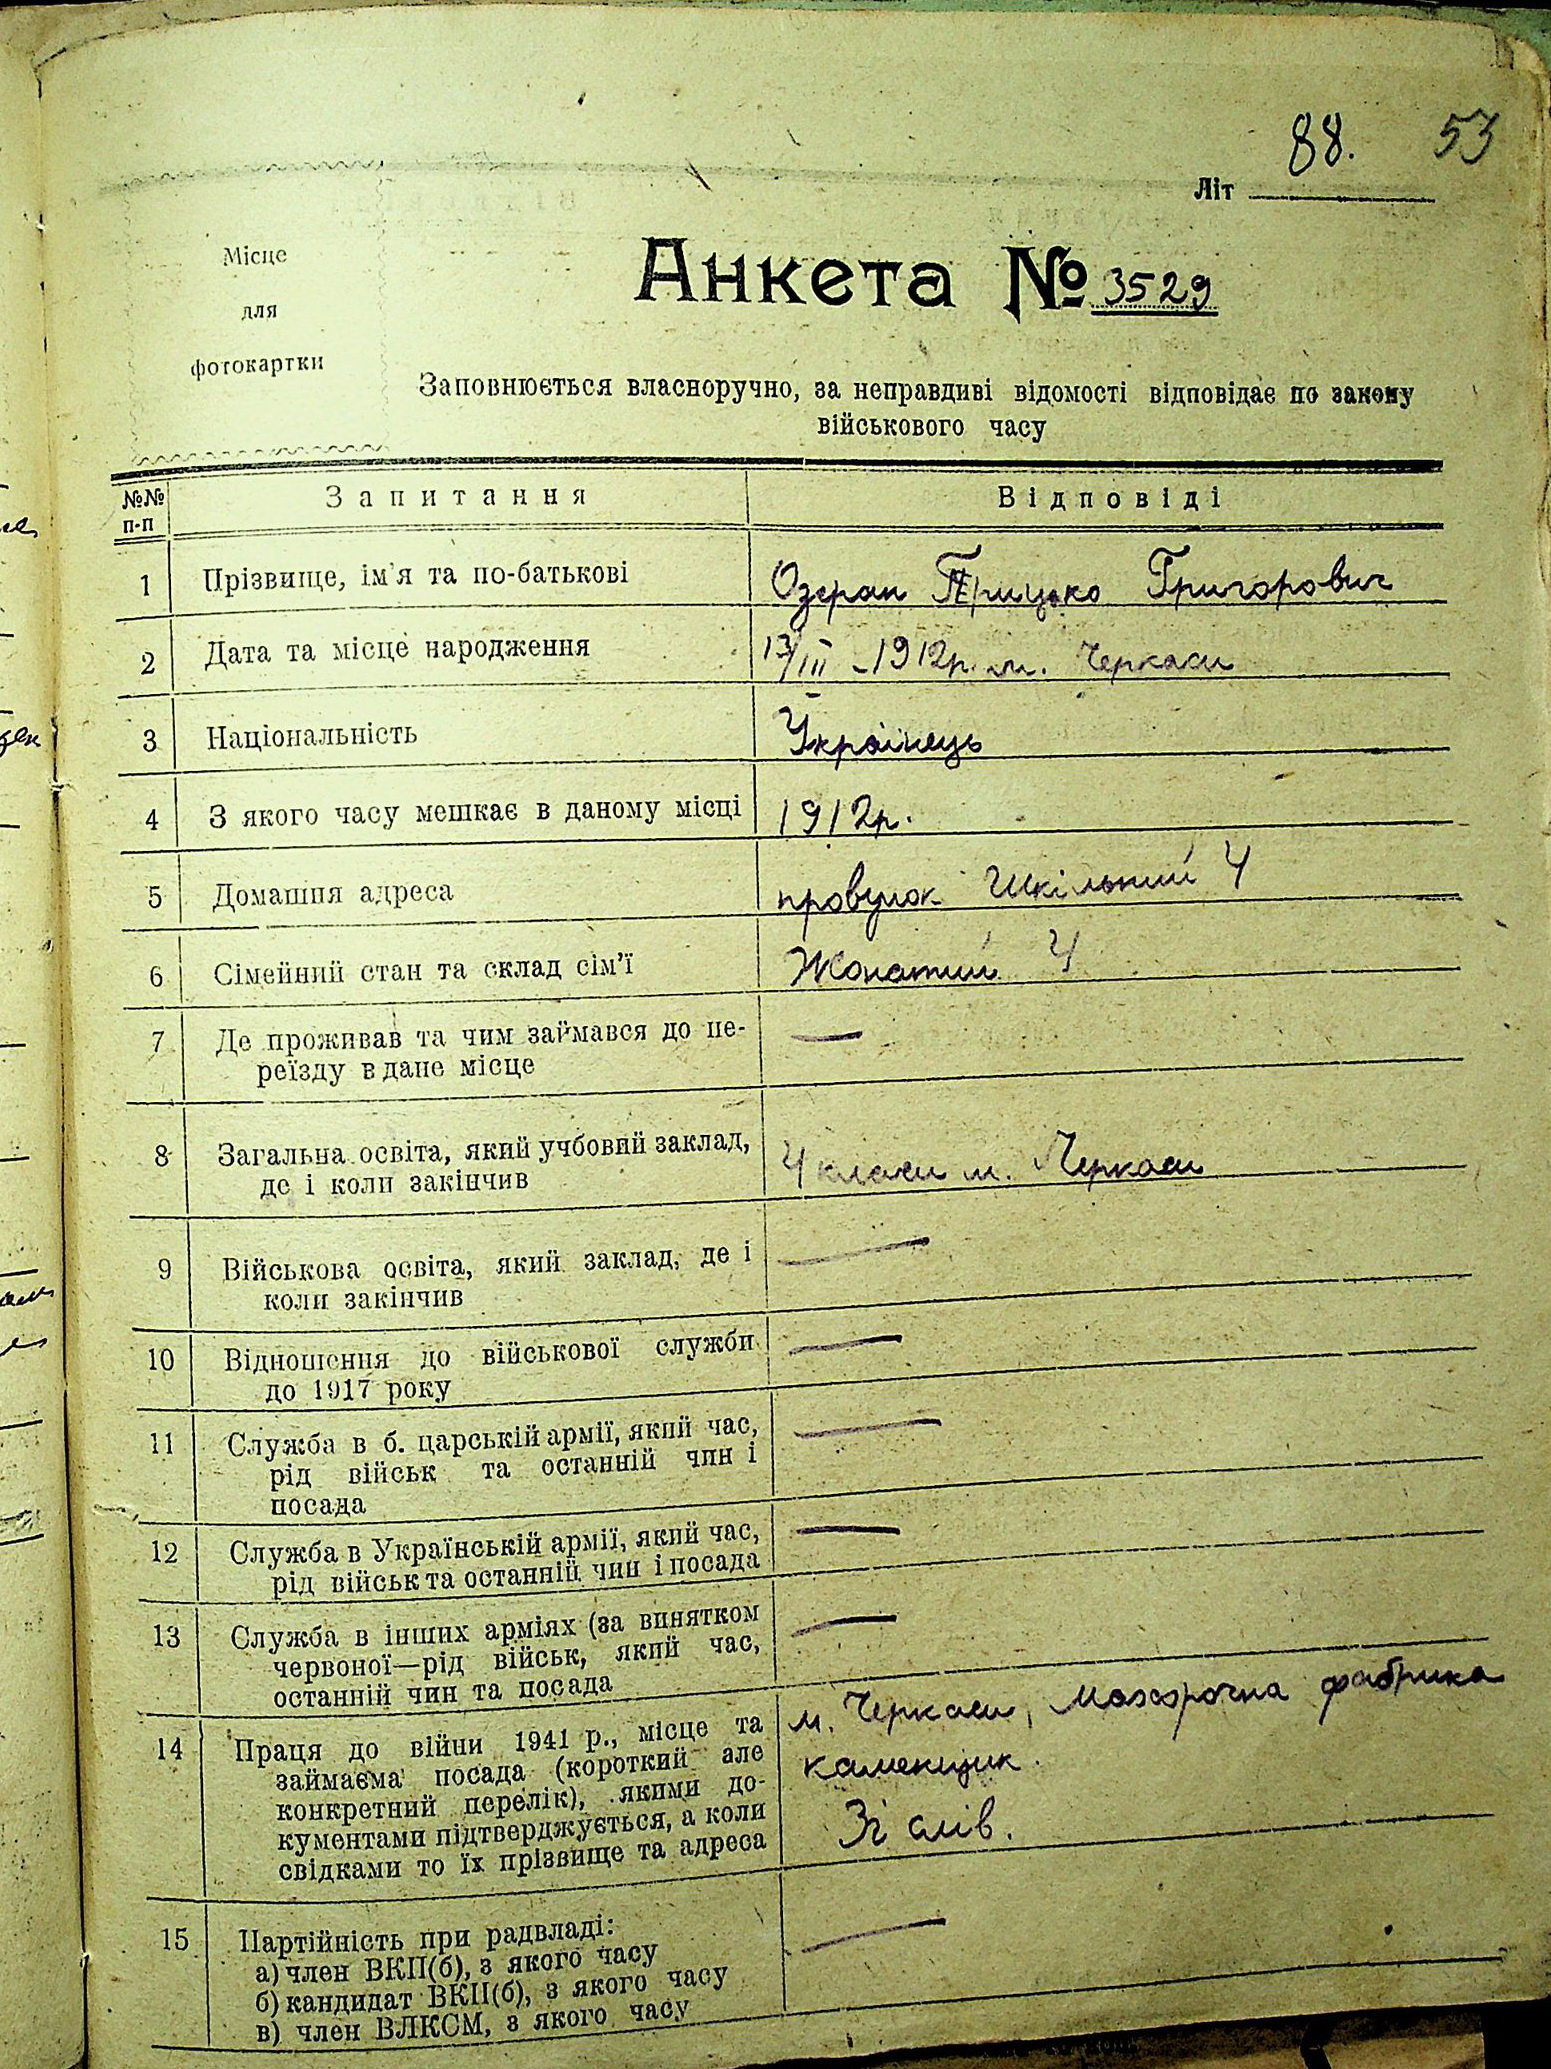 88. 53
Літ
Місце
для
фотокартки
Анкета № 3529
Заповнюється власноручно, за неправдиві відомості відповідає по закону
військового часу
№№
п-п
Запитання
Відповіді
1 Прізвище, ім'я та по-батькові
Озеран Грицько Григорович
2 Дата та місце народження
13/III - 1912р. м. Черкаси
3 Національність
Українець
4 З якого часу мешкає в даному місці
1912р.
5 Домашня адреса
провулок Шкільний 4
6 Сімейний стан та склад сім'ї
Жонатий 4
7 Де проживав та чим займався до пе-
реїзду в дане місце
—
8 Загальна освіта, який учбовий заклад,
де і коли закінчив
4 класи м. Черкаси
9 Військова освіта, який заклад, де і
коли закінчив
—
10 Відношення до військової служби
до 1917 року
—
11 Служба в б. царській армії, який час,
рід військ та останній чин і
посада
—
12 Служба в Українській армії, який час,
рід військ та останній чин і посада
—
13 Служба в інших арміях (за винятком
червоної—рід військ, який час,
останній чин та посада
—
14 Праця до війни 1941 р., місце та
займаєма посада (короткий але
конкретний перелік), якими до-
кументами підтверджується, а коли
свідками то їх прізвище та адреса
м. Черкаси, Махорочна фабрика
каменщик.
Зі слів.
15 Партійність при радвладі:
а) член ВКП(б), з якого часу
б) кандидат ВКП(б), з якого часу
в) член ВЛКСМ, з якого часу
—